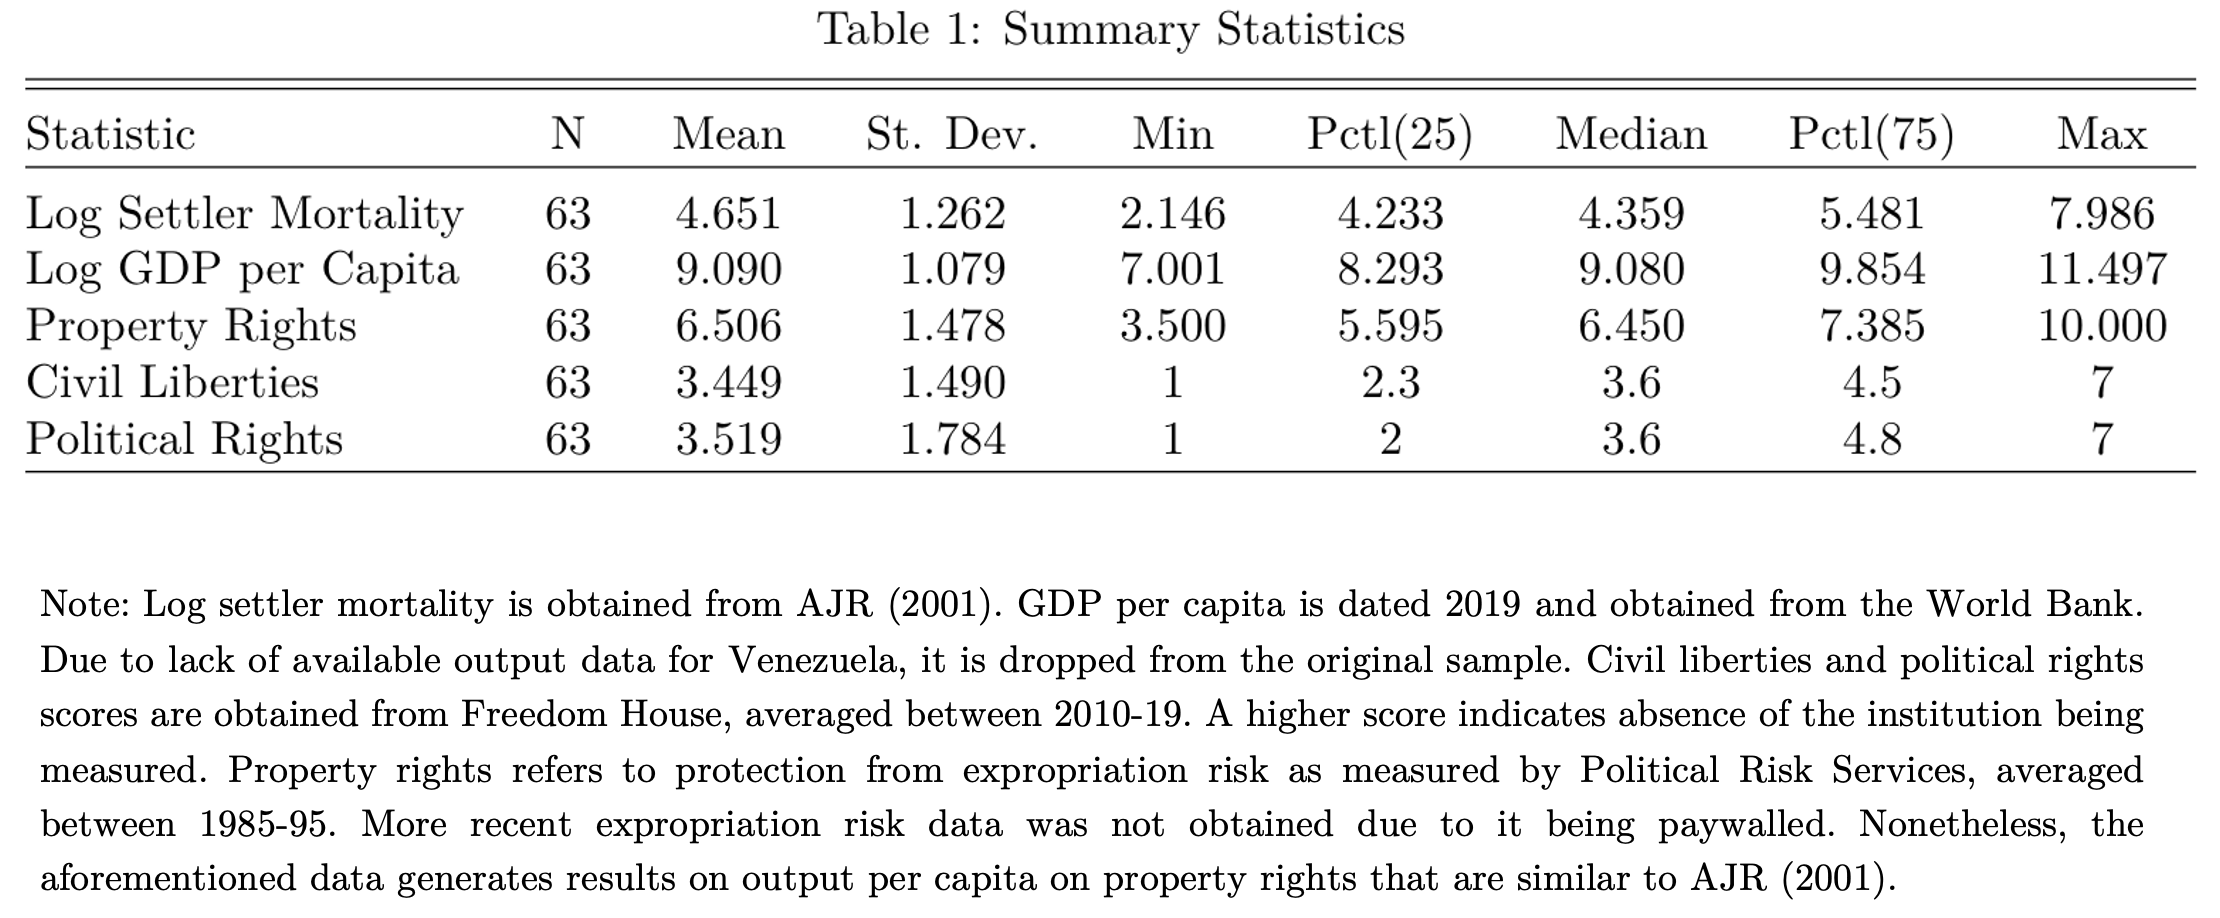 Table 1: Summary Statistics
Statistic N Mean St. Dev. Min Pctl(25) Median Pctl(75) Max
Log Settler Mortality 63 4.651 1.262 2.146 4.233 4.359 5.481 7.986
Log GDP per Capita 63 9.090 1.079 7.001 8.293 9.080 9.854 11.497
Property Rights 63 6.506 1.478 3.500 5.595 6.450 7.385 10.000
Civil Liberties 63 3.449 1.490 1 2.3 3.6 4.5 7
Political Rights 63 3.519 1.784 1 2 3.6 4.8 7
Note: Log settler mortality is obtained from AJR (2001). GDP per capita is dated 2019 and obtained from the World Bank.
Due to lack of available output data for Venezuela, it is dropped from the original sample. Civil liberties and political rights
scores are obtained from Freedom House, averaged between 2010-19. A higher score indicates absence of the institution being
measured. Property rights refers to protection from expropriation risk as measured by Political Risk Services, averaged
between 1985-95. More recent expropriation risk data was not obtained due to it being paywalled. Nonetheless, the
aforementioned data generates results on output per capita on property rights that are similar to AJR (2001).